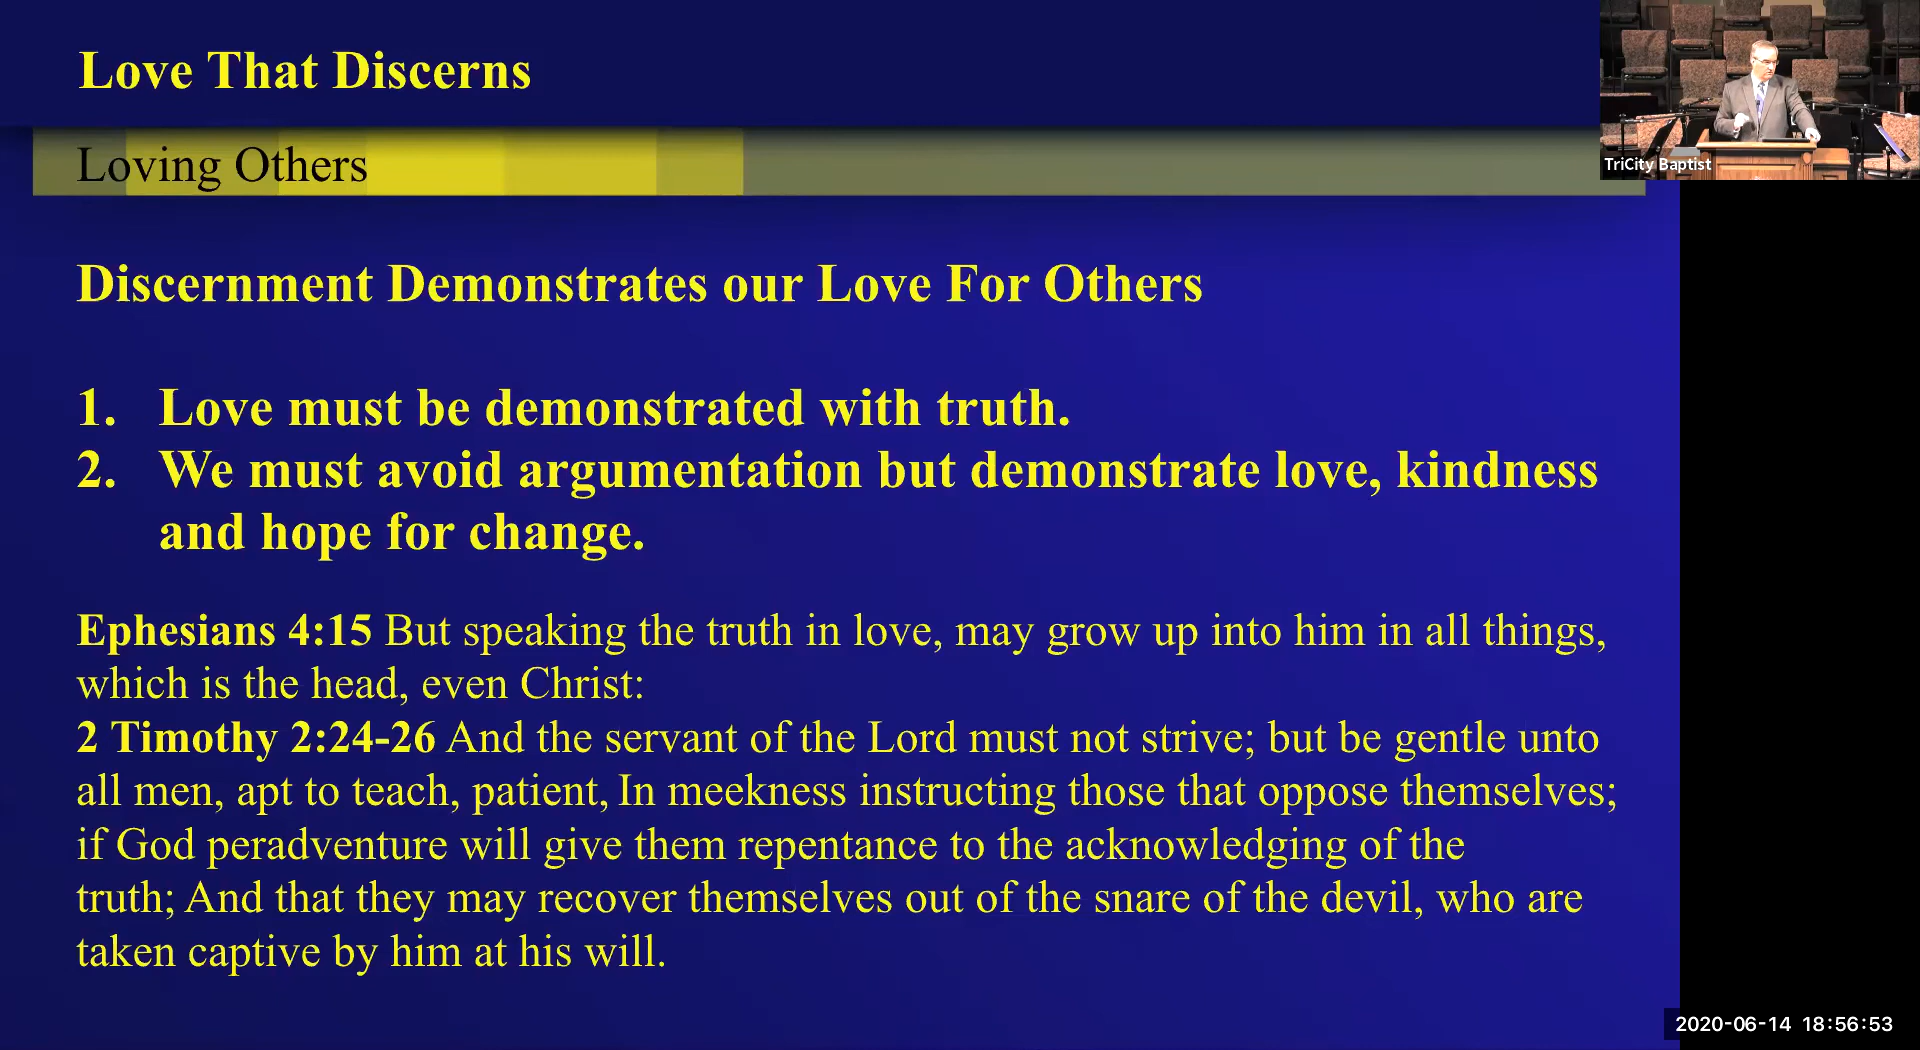 Love That Discerns
TriCity Baptist
Loving Others
Discernment Demonstrates our Love For Others
1. Love must be demonstrated with truth.
2. We must avoid argumentation but demonstrate love, kindness
and hope for change.
Ephesians 4:15 But speaking the truth in love, may grow up into him in all things,
which is the head, even Christ:
2 Timothy 2:24-26 And the servant of the Lord must not strive; but be gentle unto
all men, apt to teach, patient, In meekness instructing those that oppose themselves;
if God peradventure will give them repentance to the acknowledging of the
truth; And that they may recover themselves out of the snare of the devil, who are
taken captive by him at his will.
2020-06-14 18:56:53